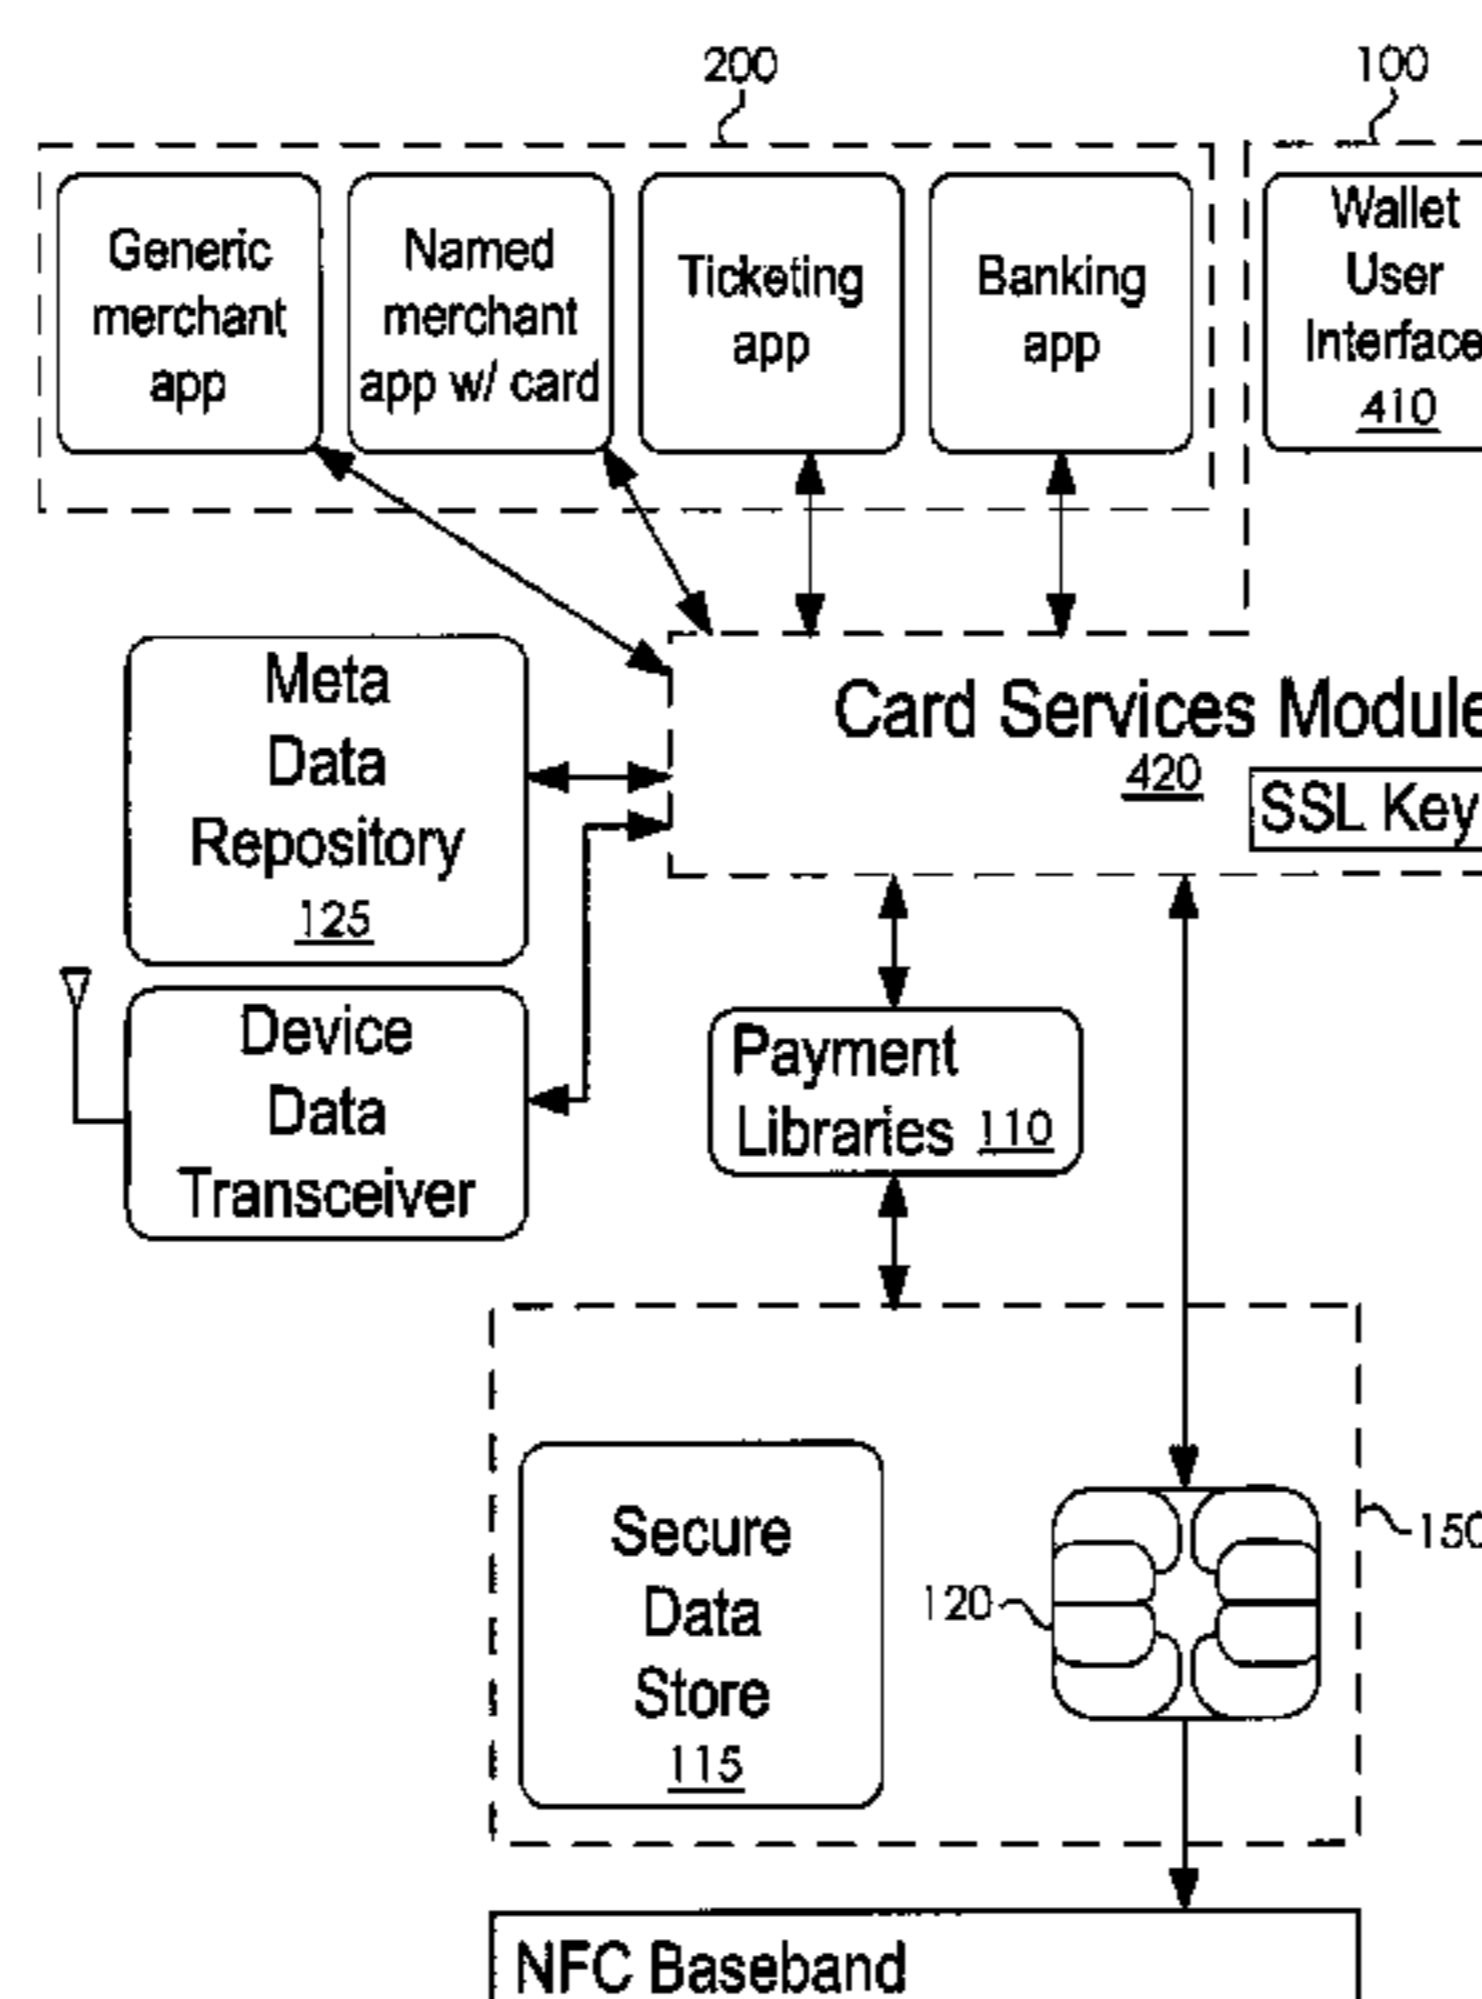 200
100
Generic
merchant
app
Named
merchant
app w/ card
Ticketing
app
Banking
app
Wallet
User
Interface
410
Meta
Data
Repository
125
Card Services Module
420
SSL Key
Device
Data
Transceiver
Payment
Libraries 110
Secure
Data
Store
115
120
150
NFC Baseband